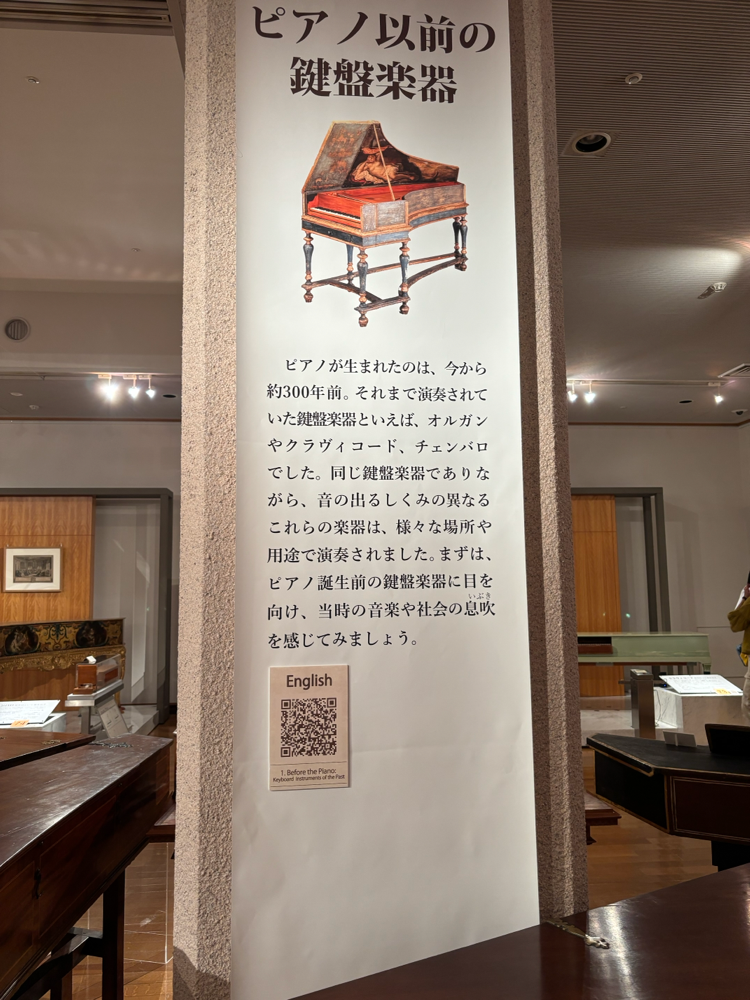 ピアノ以前の
鍵盤楽器
ピアノが生まれたのは、今から
約300年前。それまで演奏されて
いた鍵盤楽器といえば、オルガン
やクラヴィコード、チェンバロ
でした。同じ鍵盤楽器でありな
がら、音の出るしくみの異なる
これらの楽器は、様々な場所や
用途で演奏されました。まずは、
ピアノ誕生前の鍵盤楽器に目を
向け、当時の音楽や社会の息吹
いぶき
を感じてみましょう。
English
1. Before the Piano:
Keyboard Instruments of the Past